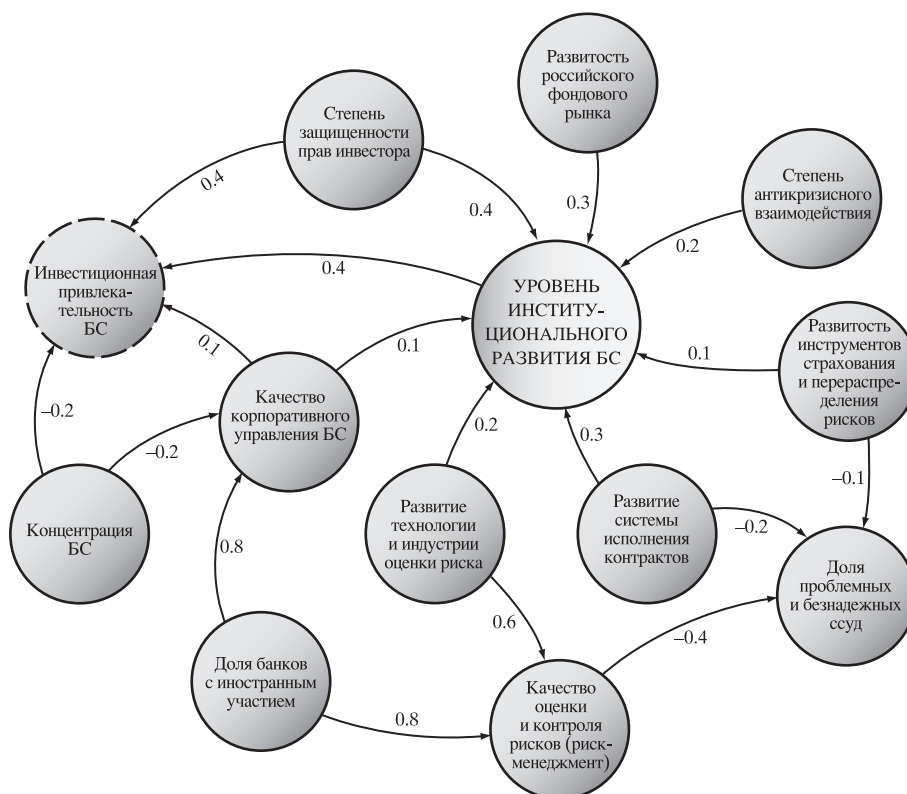 Развитость
российского
фондового
рынка
Степень
защищенности
прав инвестора
Степень
антикризисного
взаимодействия
0.4
0.4
0.3
0.2
Инвестиционная
привлека-
тельность
БС
0.4
УРОВЕНЬ
ИНСТИТУ-
ЦИОНАЛЬНОГО
РАЗВИТИЯ БС
Развитость
инструментов
страхования
и перераспре-
деления
рисков
0.1
0.1
0.1
–0.2
Качество
корпоративного
управления БС
–0.2
0.2
0.3
–0.1
Концентрация
БС
0.8
Развитие
технологии
и индустрии
оценки риска
Развитие
системы
исполнения
контрактов
–0.2
Доля
проблемных
и безнадежных
ссуд
0.6
–0.4
Доля банков
с иностранным
участием
0.8
Качество
оценки
и контроля
рисков (риск-
менеджмент)